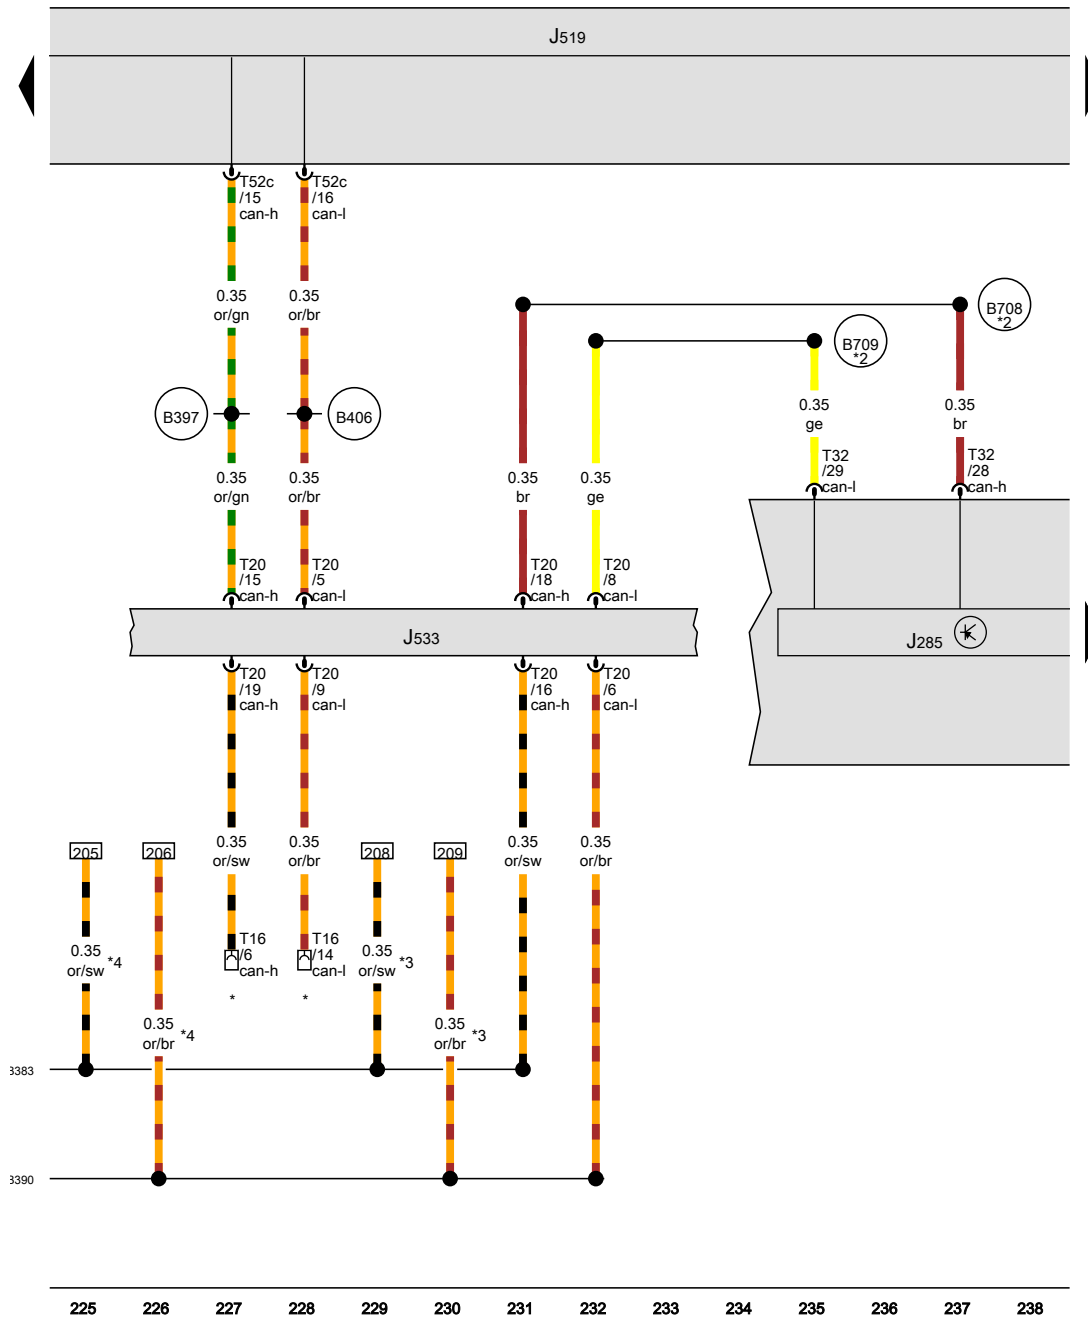 J519
T52c
/15
can-h
T52c
/16
can-l
0.35
or/gn
0.35
or/br
B708
*2
B709
*2
B397
B406
0.35
ge
0.35
br
T32
/29
can-l
T32
/28
can-h
0.35
or/gn
0.35
or/br
0.35
br
0.35
ge
T20
/15
can-h
T20
/5
can-l
T20
/18
can-h
T20
/8
can-l
J533
J285
T20
/19
can-h
T20
/9
can-l
T20
/16
can-h
T20
/6
can-l
205
206
0.35
or/sw
0.35
or/br
208
209
0.35
or/sw
0.35
or/br
0.35
or/sw *4
T16
/6
can-h
T16
/14
can-l
0.35
or/sw *3
*
*
0.35
or/br *4
0.35
or/br *3
3383
3390
225 226 227 228 229 230 231 232 233 234 235 236 237 238